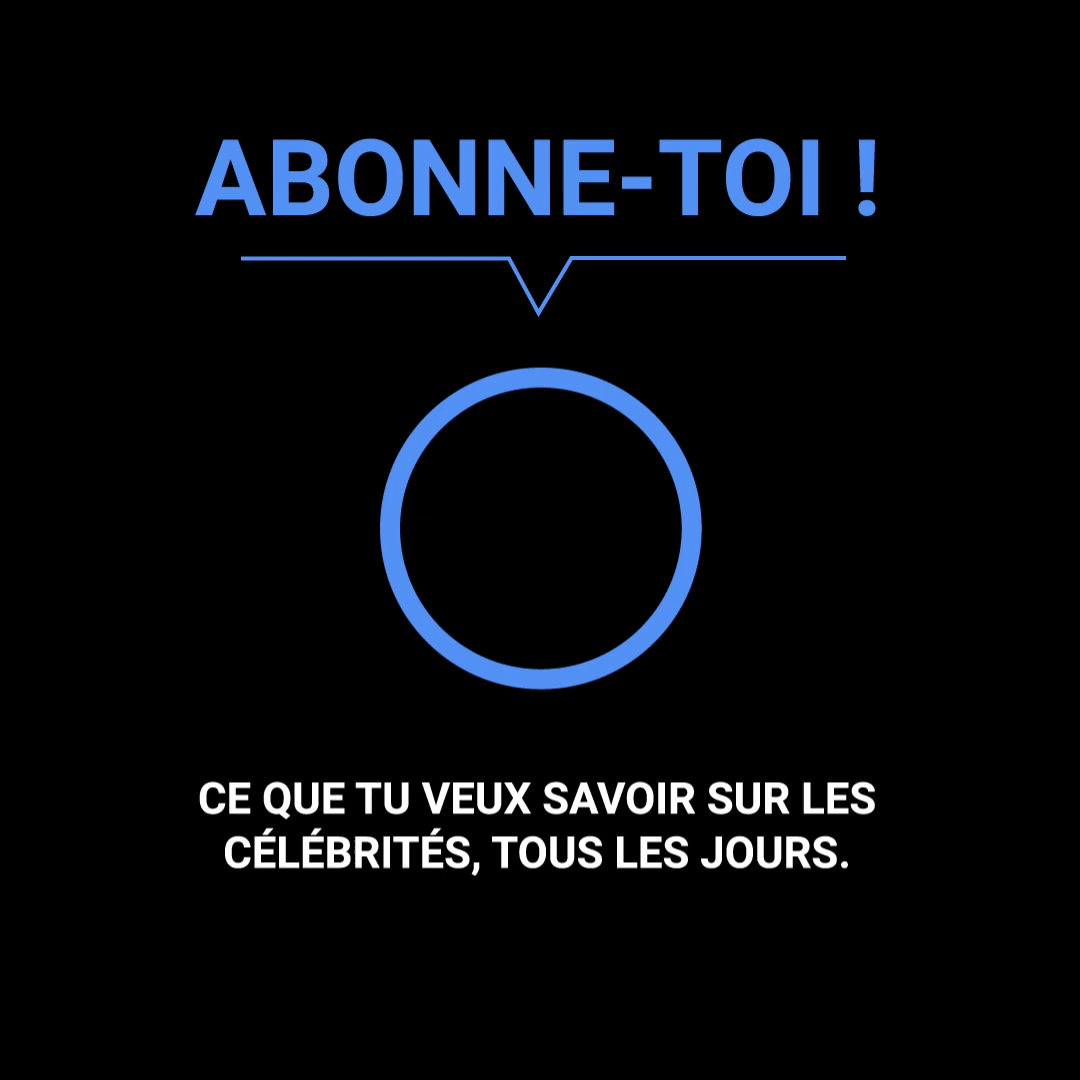 ABONNE-TOI !
CE QUE TU VEUX SAVOIR SUR LES
CÉLÉBRITÉS, TOUS LES JOURS.